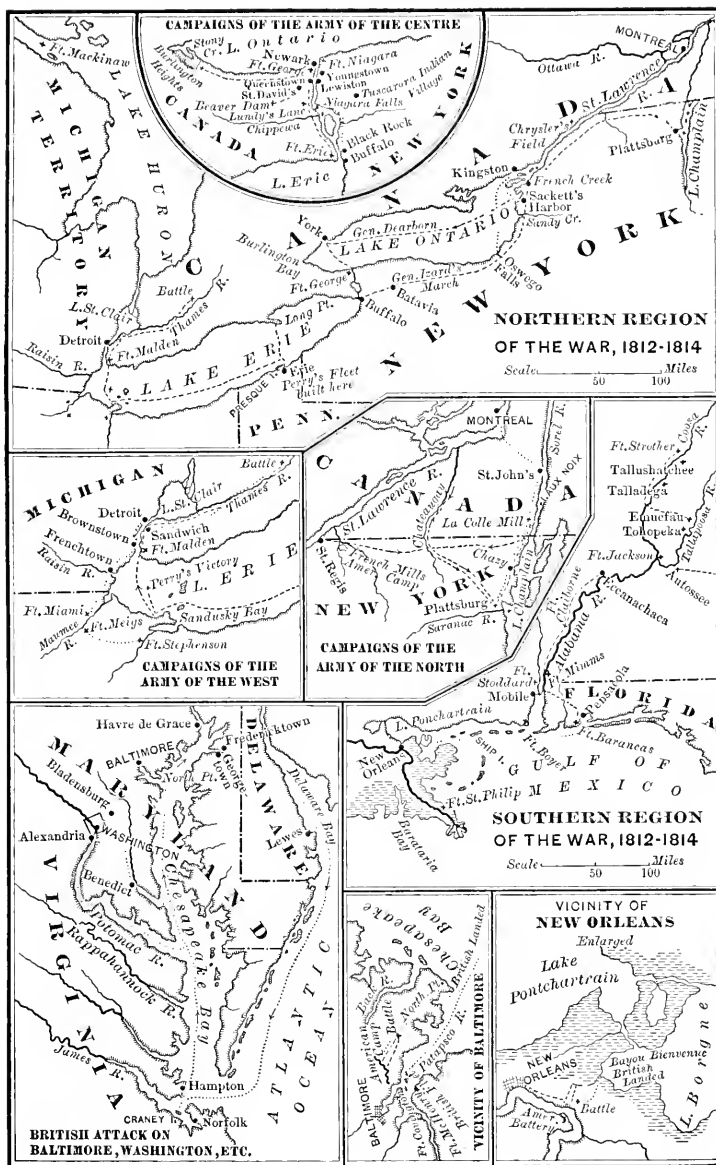 CAMPAIGNS OF THE ARMY OF THE CENTRE
Stony Cr.
L. Ontario
Burlington Heights
Newark
Ft. George
Ft. Niagara
Queenstown
Youngstown
St. David's
Lewiston
Tuscarora Indian Village
Beaver Dam
Niagara Falls
Lundy's Lane
Chippewa
CANADA
NEW YORK
Black Rock
Ft. Erie
Buffalo
L. Erie
Ft. Mackinaw
LAKE HURON
MICHIGAN TERRITORY
MONTREAL
Ottawa R.
St. Lawrence R.
CANADA
Chrysler's Field
Plattsburg
L. Champlain
Kingston
French Creek
Sackett's Harbor
Sandy Cr.
York
Gen. Dearborn
LAKE ONTARIO
Burlington Bay
Oswego Falls
Ft. George
Gen. Izard's March
Batavia
Buffalo
NEW YORK
Battle
Thames R.
L. St. Clair
Detroit
Ft. Malden
Long Pt.
Raisin R.
LAKE ERIE
PRESQUE I.
Erie
Perry's Fleet Built here
PENN.
NORTHERN REGION
OF THE WAR, 1812-1814
Scale Miles
50 100
MICHIGAN
Battle
L. St. Clair
Thames R.
Detroit
Brownstown
Sandwich
Ft. Malden
Frenchtown
Raisin R.
Perry's Victory
L. ERIE
Ft. Miami
Maumee R.
Ft. Meigs
Sandusky Bay
Ft. Stephenson
CAMPAIGNS OF THE
ARMY OF THE WEST
MONTREAL
Sorel R.
CANADA
St. John's
St. Lawrence R.
Chateaugay
I. AUX NOIX
La Colle Mill
St. Regis
French Mills
Amer. Camp
Chazy
L. Champlain
NEW YORK
Plattsburg
Saranac R.
CAMPAIGNS OF THE
ARMY OF THE NORTH
Ft. Strother
Coosa R.
Tallushatchee
Talladega
Emucfau
Tohopeka
Tallapoosa R.
Ft. Jackson
Autossee
Eccanachaca
Ft. Claiborne
Alabama R.
Ft. Stoddard
Ft. Mimms
Mobile
Pensacola
FLORIDA
L. Ponchartrain
Ft. Barancas
Ft. Boyer
SHIP I.
New Orleans
GULF OF MEXICO
Ft. St. Philip
Barataria Bay
SOUTHERN REGION
OF THE WAR, 1812-1814
Scale Miles
50 100
Havre de Grace
Fredericktown
DELAWARE
MARYLAND
BALTIMORE
North Pt.
Georgetown
Delaware Bay
Bladensburg
Alexandria
WASHINGTON
Lewes
Benedict
Chesapeake Bay
VIRGINIA
Potomac R.
Rappahannock R.
ATLANTIC OCEAN
James R.
Hampton
CRANEY I.
Norfolk
BRITISH ATTACK ON
BALTIMORE, WASHINGTON, ETC.
Chesapeake Bay
Back R.
North Pt.
British Landed
American Camp
Battle
Patapsco R.
BALTIMORE
Ft. Covington
Ft. McHenry
British
VICINITY OF BALTIMORE
VICINITY OF
NEW ORLEANS
Enlarged
Lake Pontchartrain
NEW ORLEANS
Bayou Bienvenue
British Landed
L. Borgne
Battle
Amer. Battery